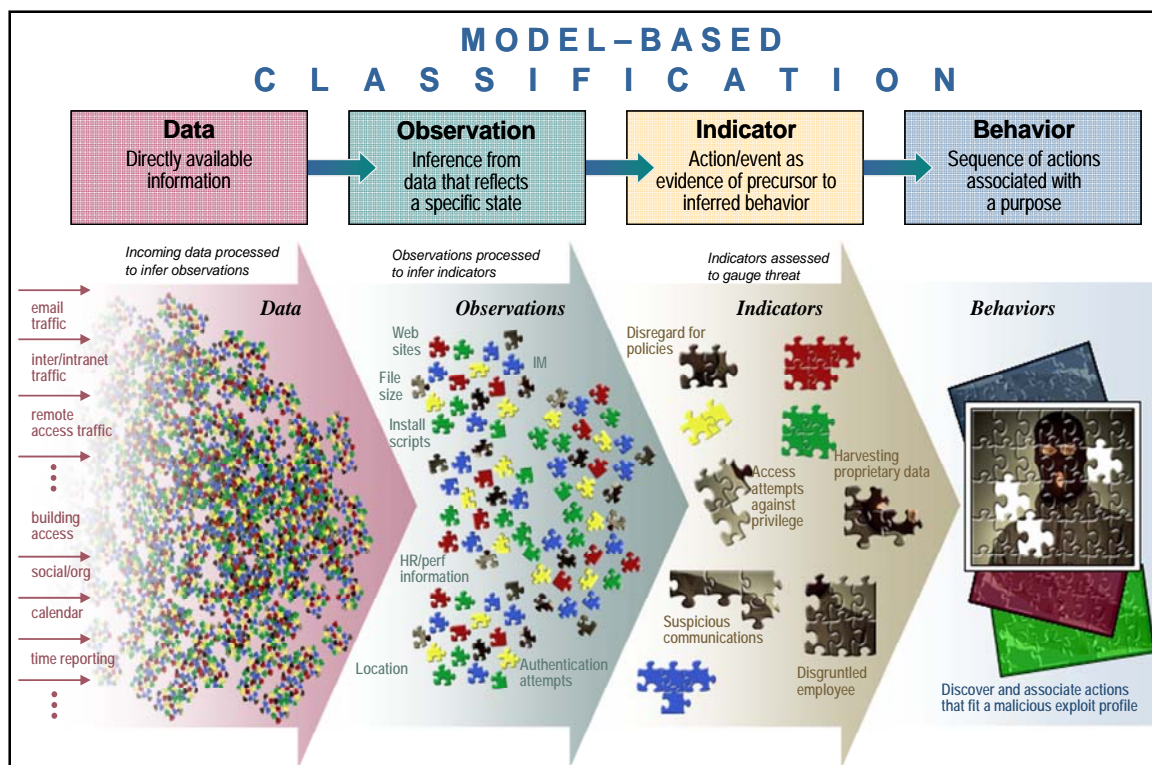 MODEL–BASED
CLASSIFICATION
Data
Directly available
information
Observation
Inference from
data that reflects
a specific state
Indicator
Action/event as
evidence of precursor to
inferred behavior
Behavior
Sequence of actions
associated with
a purpose
Incoming data processed
to infer observations
Observations processed
to infer indicators
Indicators assessed
to gauge threat
Data
Observations
Indicators
Behaviors
email
traffic
inter/intranet
traffic
remote
access traffic
building
access
social/org
calendar
time reporting
Web
sites
IM
File
size
Install
scripts
HR/perf
information
Location
Authentication
attempts
Disregard for
policies
Harvesting
proprietary data
Access
attempts
against
privilege
Suspicious
communications
Disgruntled
employee
Discover and associate actions
that fit a malicious exploit profile